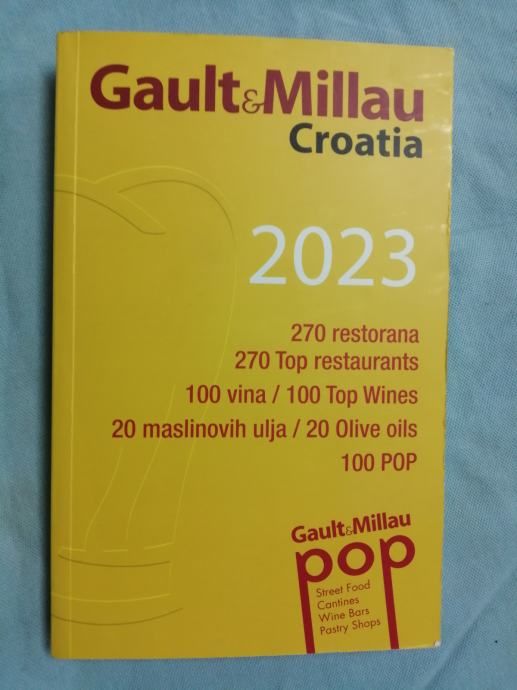 Gault&Millau
Croatia
2023
270 restorana
270 Top restaurants
100 vina / 100 Top Wines
20 maslinovih ulja / 20 Olive oils
100 POP
Gault&Millau
pop
Street Food
Cantines
Wine Bars
Pastry Shops